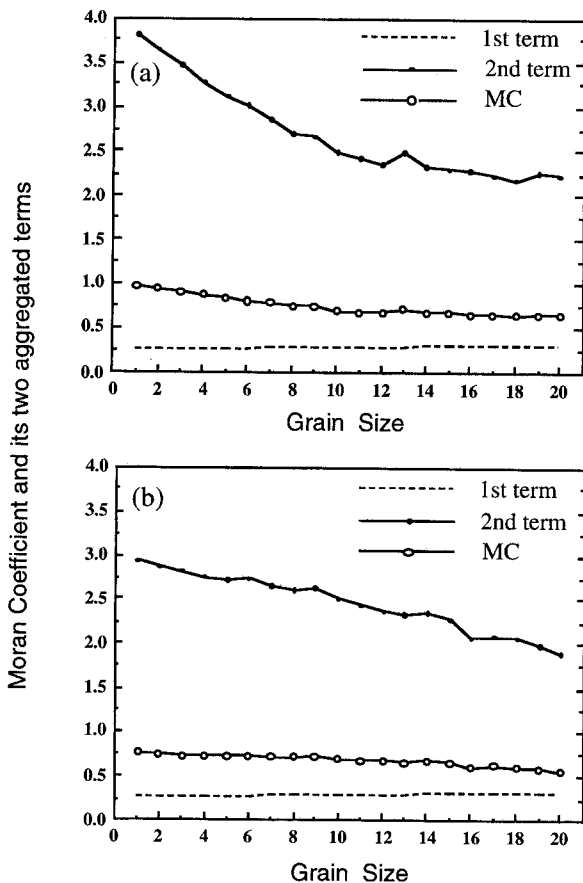 Moran Coefficient and its two aggregated terms
4.0
3.5
3.0
2.5
2.0
1.5
1.0
0.5
0.0
(a)
1st term
2nd term
MC
0 2 4 6 8 10 12 14 16 18 20
Grain Size
4.0
3.5
3.0
2.5
2.0
1.5
1.0
0.5
0.0
(b)
1st term
2nd term
MC
0 2 4 6 8 10 12 14 16 18 20
Grain Size